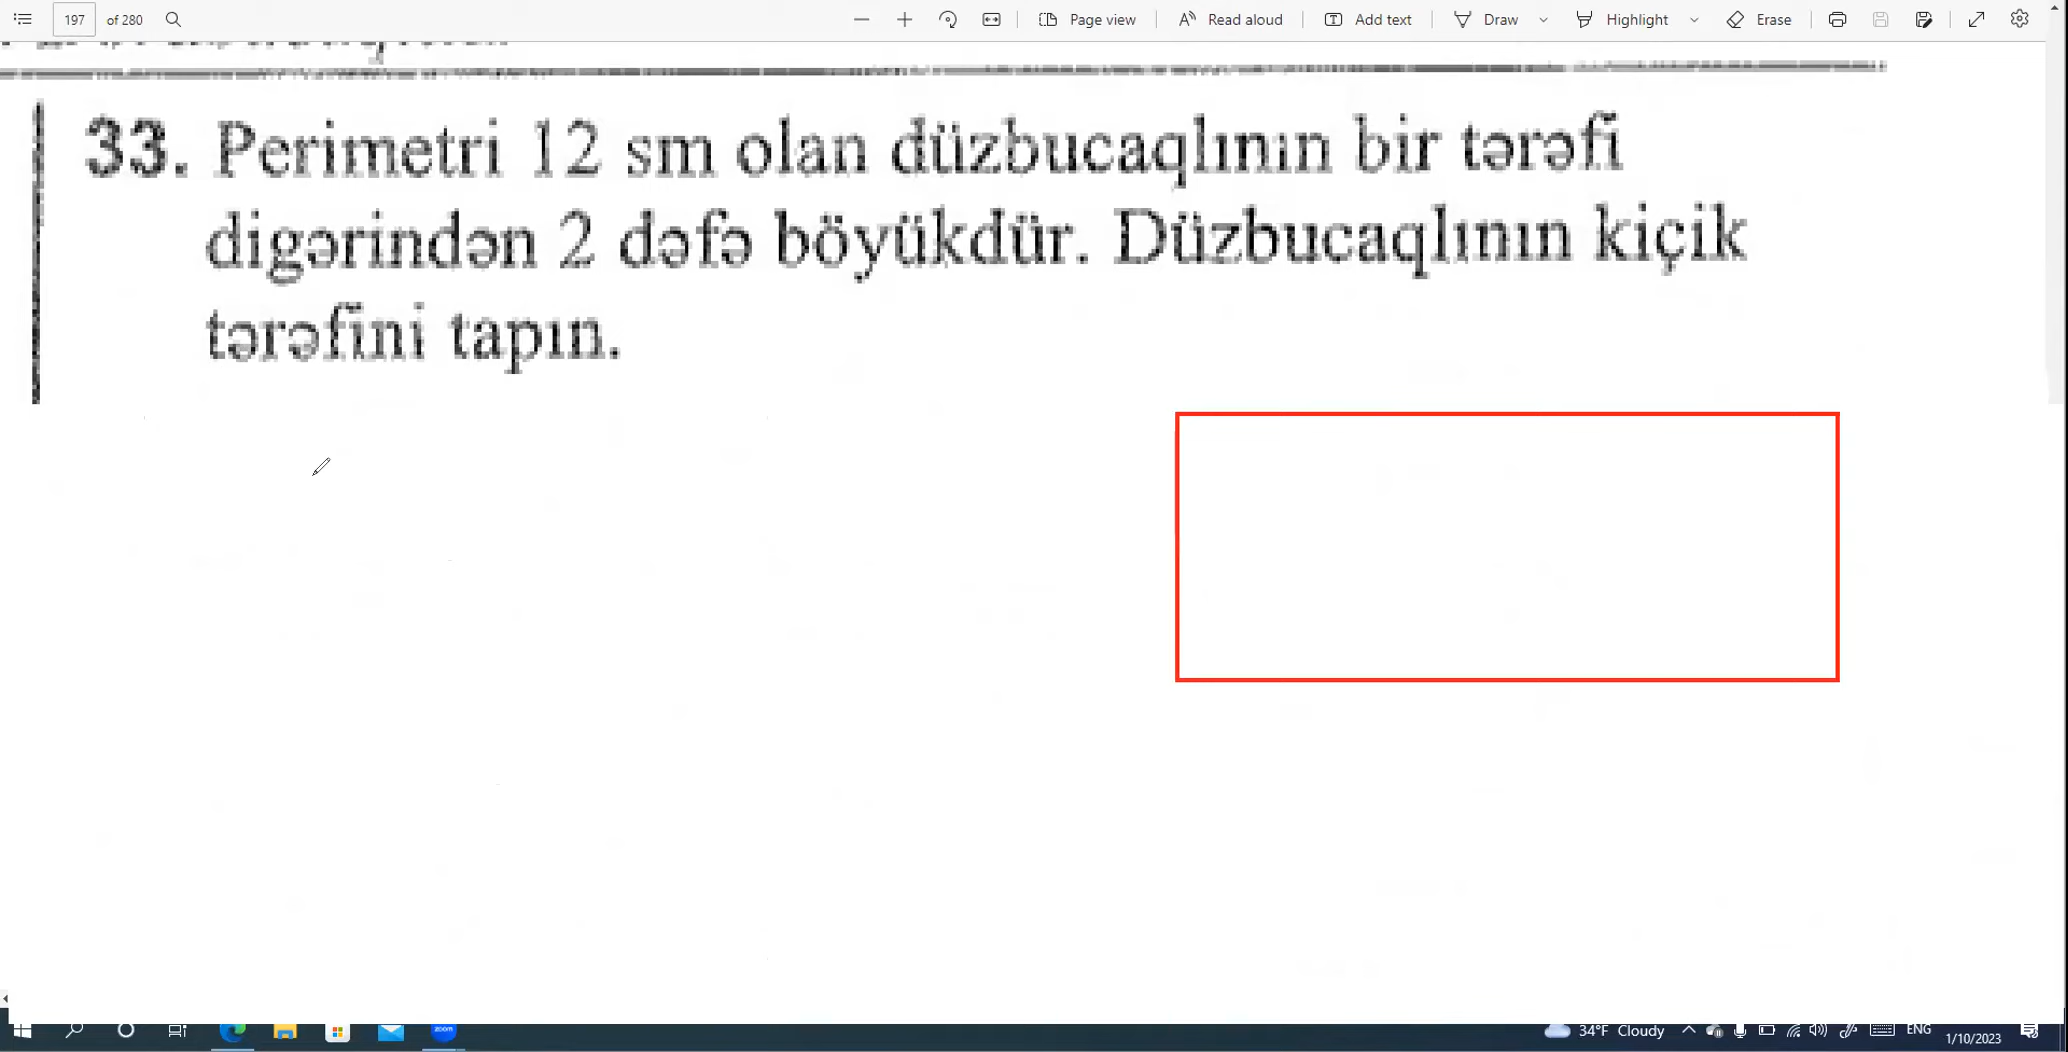 197 of 280 Page view Read aloud Add text Draw Highlight Erase
33. Perimetri 12 sm olan düzbucaqlının bir tərəfi
digərindən 2 dəfə böyükdür. Düzbucaqlının kiçik
tərəfini tapın.
zoom 34°F Cloudy ENG
1/10/2023